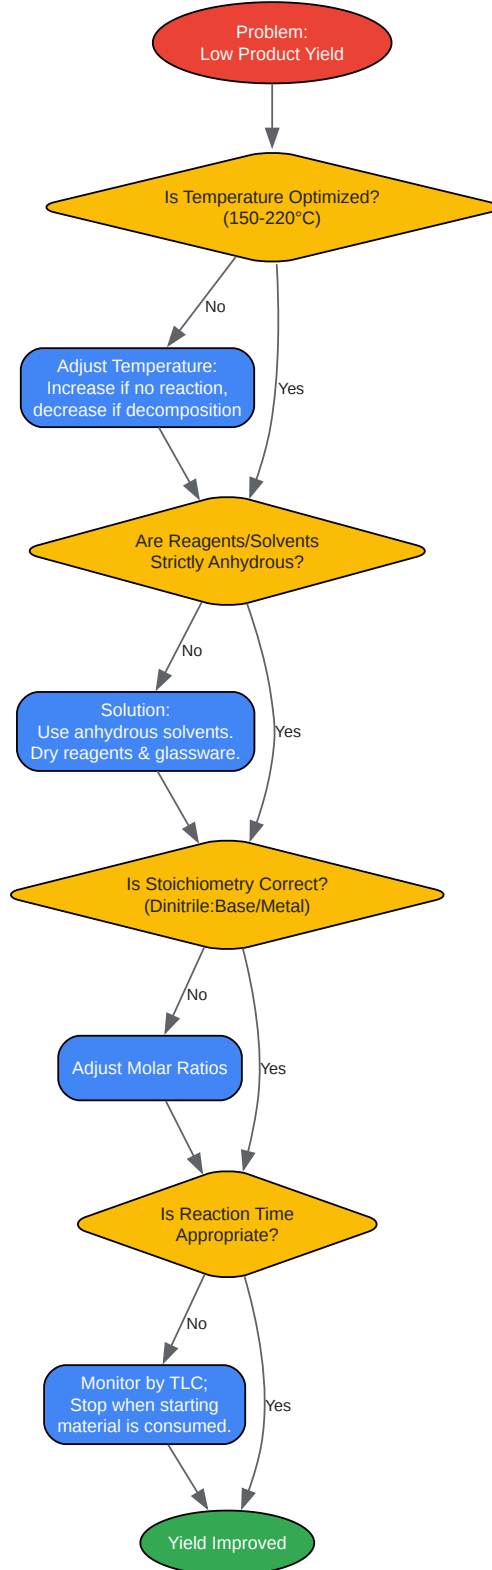 Problem:
Low Product Yield
Is Temperature Optimized?
(150-220°C)
No
Yes
Adjust Temperature:
Increase if no reaction,
decrease if decomposition
Are Reagents/Solvents
Strictly Anhydrous?
No
Yes
Solution:
Use anhydrous solvents.
Dry reagents & glassware.
Is Stoichiometry Correct?
(Dinitrile:Base/Metal)
No
Yes
Adjust Molar Ratios
Is Reaction Time
Appropriate?
No
Yes
Monitor by TLC;
Stop when starting
material is consumed.
Yield Improved